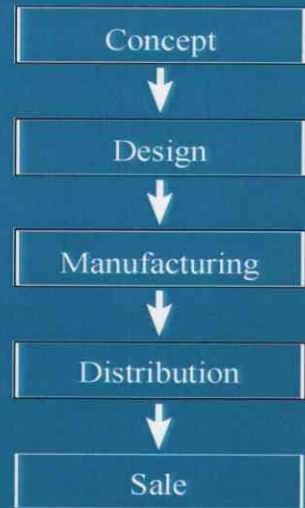 Concept
Design
Manufacturing
Distribution
Sale